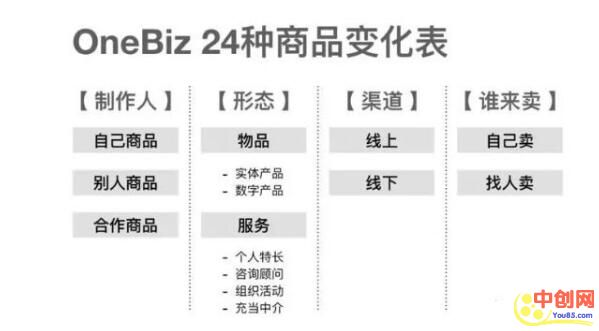 OneBiz 24种商品变化表
【 制作人 】
自己商品
别人商品
合作商品
【 形态 】
物品
- 实体产品
- 数字产品
服务
- 个人特长
- 咨询顾问
- 组织活动
- 充当中介
【 渠道 】
线上
线下
【 谁来卖 】
自己卖
找人卖
中创网
You85.com